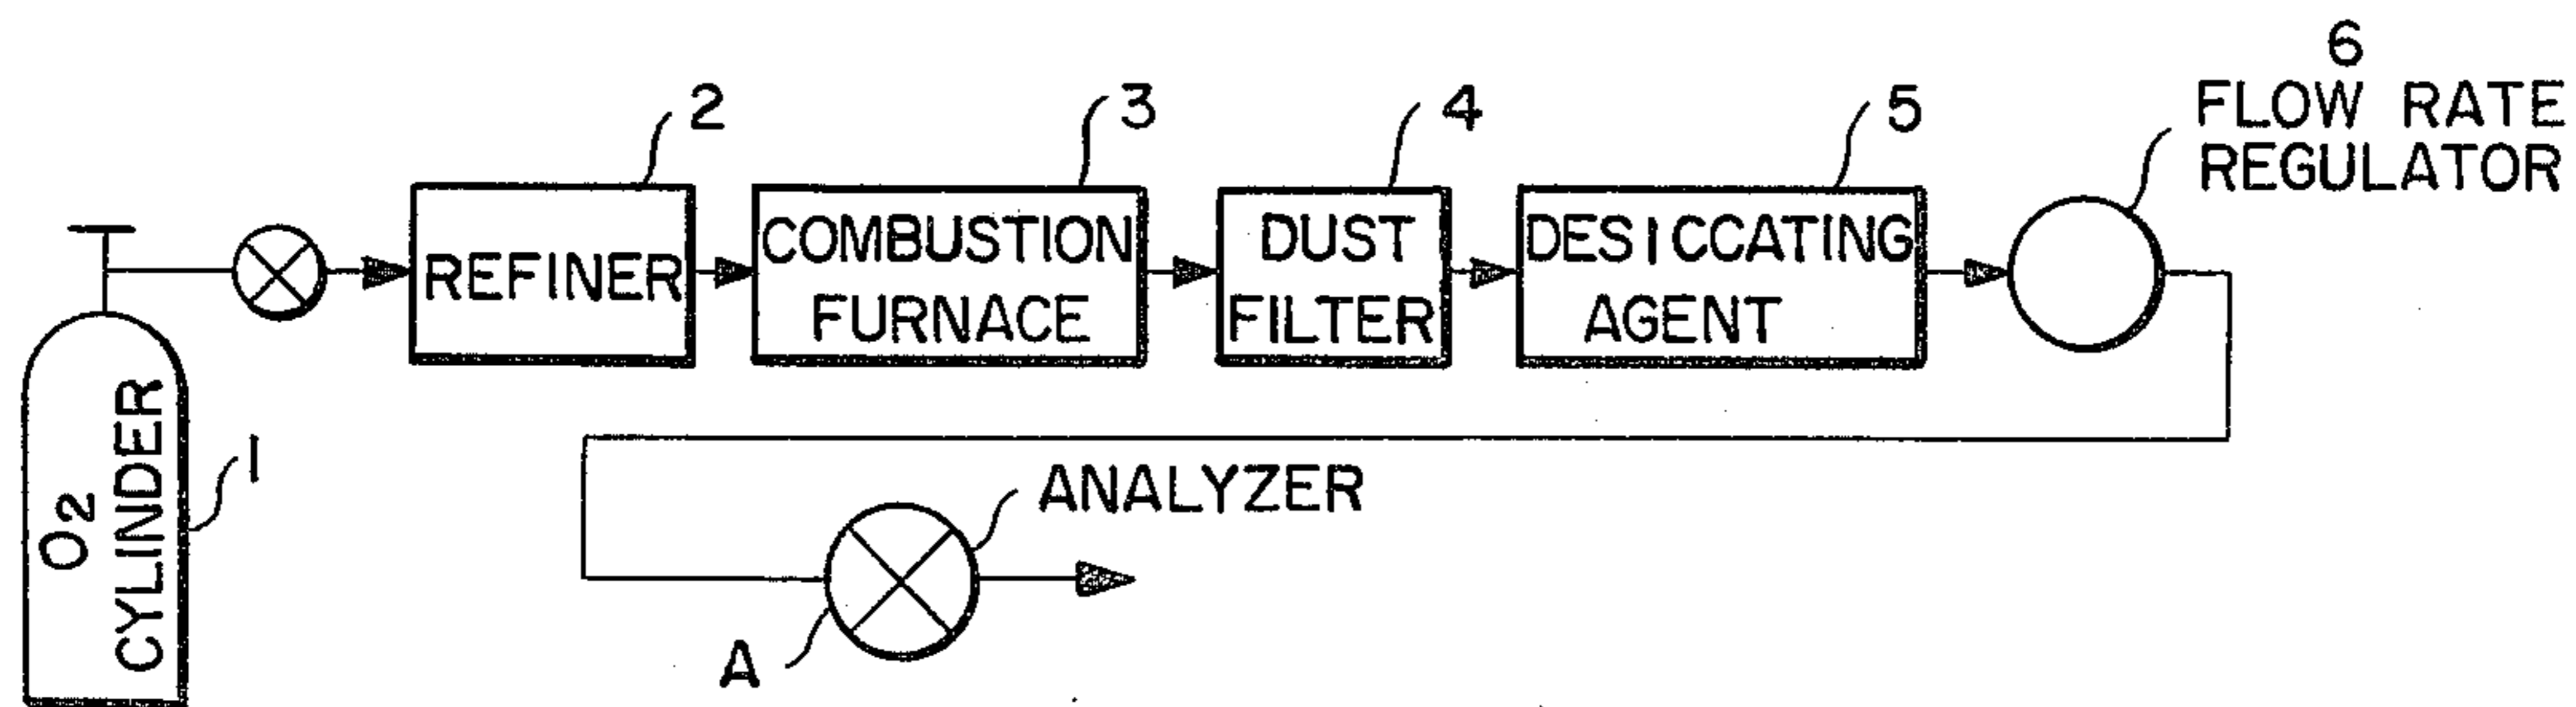 6
FLOW RATE
REGULATOR
2
3
4
5
REFINER
COMBUSTION
FURNACE
DUST
FILTER
DESICCATING
AGENT
O2
CYLINDER
1
ANALYZER
A